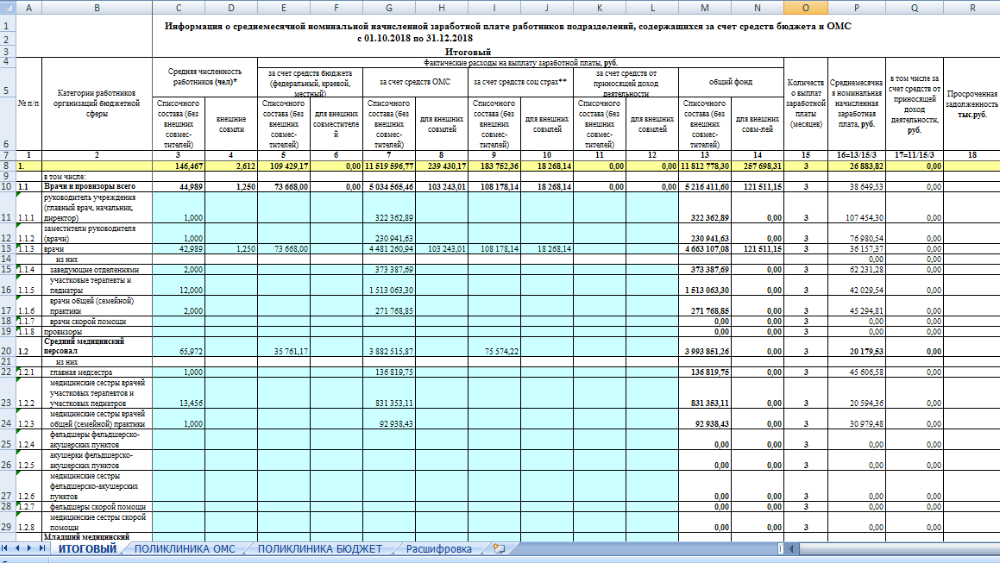 A B C D E F G H I J K L M N O P Q R
1 Информация о среднемесячной номинальной начисленной заработной плате работников подразделений, содержащихся за счет средств бюджета и ОМС
2 с 01.10.2018 по 31.12.2018
3 Итоговый
4 Фактические расходы на выплату заработной платы, руб.
5 № п/п Категории работников организаций бюджетной сферы Средняя численность работников (чел)* за счет средств бюджета (федеральный, краевой, местный) за счет средств ОМС за счет средств соц страх** за счет средств от приносящей доход деятельности общий фонд Количество выплат заработной платы (месяцев) Среднемесячная номинальная начисленная заработная плата, руб. в том числе за счет средств от приносящей доход деятельности, руб. Просроченная задолженность тыс.руб.
6 Списочного состава (без внешних совмес-тителей) внешние совмли Списочного состава (без внешних совмес-тителей) для внешних совместителей Списочного состава (без внешних совмес-тителей) для внешних совмлей Списочного состава (без внешних совмес-тителей) для внешних совмлей Списочного состава (без внешних совмес-тителей) для внешних совмлей Списочного состава (без внешних совмес-тителей) для внешних совм-лей
7 1 2 3 4 5 6 7 8 9 10 11 12 13 14 15 16=13/15/3 17=11/15/3 18
8 1. 146,467 2,612 109 429,17 0,00 11 519 596,77 239 430,17 183 752,36 18 268,14 0,00 0,00 11 812 778,30 257 698,31 3 26 883,82 0,00
9 в том числе:
10 1.1 Врачи и провизоры всего 44,989 1,250 73 668,00 0,00 5 034 565,46 103 243,01 108 178,14 18 268,14 0,00 0,00 5 216 411,60 121 511,15 3 38 649,53 0,00
руководитель учреждения
(главный врач, начальник,
11 1.1.1 директор) 1,000 322 362,89 322 362,89 0,00 3 107 454,30 0,00
заместители руководителя
12 1.1.2 (врачи) 1,000 230 941,63 230 941,63 0,00 3 76 980,54 0,00
13 1.1.3 врачи 42,989 1,250 73 668,00 4 481 260,94 103 243,01 108 178,14 18 268,14 4 663 107,08 121 511,15 3 36 157,37 0,00
14 из них 0,00 0,00
15 1.1.4 заведующие отделениями 2,000 373 387,69 373 387,69 0,00 3 62 231,28 0,00
участковые терапевты и
16 1.1.5 педиатры 12,000 1 513 063,30 1 513 063,30 0,00 3 42 029,54 0,00
врачи общей (семейной)
17 1.1.6 практики 2,000 271 768,85 271 768,85 0,00 3 45 294,81 0,00
18 1.1.7 врачи скорой помощи 0,00 0,00 3 0,00 0,00
19 1.1.8 провизоры 0,00 0,00 3 0,00 0,00
Средний медицинский
20 1.2 персонал 65,972 35 761,17 3 882 515,87 75 574,22 3 993 851,26 0,00 3 20 179,53 0,00
21 из них
22 1.2.1 главная медсестра 1,000 136 819,75 136 819,75 0,00 3 45 606,58 0,00
медицинские сестры врачей
участковых терапевтов и
23 1.2.2 участковых педиатров 13,456 831 353,11 831 353,11 0,00 3 20 594,36 0,00
медицинские сестры врачей
24 1.2.3 общей (семейной) практики 1,000 92 938,43 92 938,43 0,00 3 30 979,48 0,00
фельдшеры фельдшерско-
25 1.2.4 акушерских пунктов 0,00 0,00 3 0,00 0,00
акушерки фельдшерско-
26 1.2.5 акушерских пунктов 0,00 0,00 3 0,00 0,00
медицинские сестры
фельдшерско-акушерских
27 1.2.6 пунктов 0,00 0,00 3 0,00 0,00
28 1.2.7 фельдшеры скорой помощи 0,00 0,00 3 0,00 0,00
медицинские сестры скорой
29 1.2.8 помощи 0,00 0,00 3 0,00 0,00
Младший медицинский
ИТОГОВЫЙ ПОЛИКЛИНИКА ОМС ПОЛИКЛИНИКА БЮДЖЕТ Расшифровка